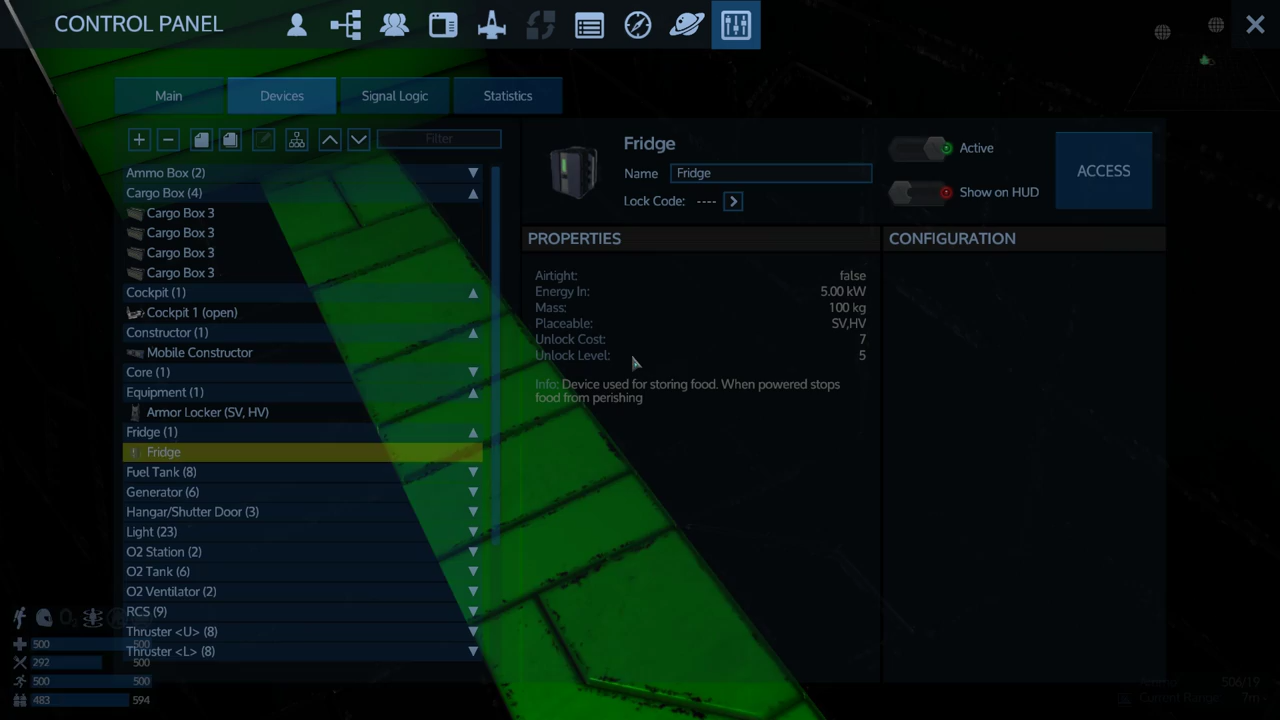 CONTROL PANEL
Main Devices Signal Logic Statistics
Filter
Ammo Box (2)
Cargo Box (4)
Cargo Box 3
Cargo Box 3
Cargo Box 3
Cargo Box 3
Cockpit (1)
Cockpit 1 (open)
Constructor (1)
Mobile Constructor
Core (1)
Equipment (1)
Armor Locker (SV, HV)
Fridge (1)
Fridge
Fuel Tank (8)
Generator (6)
Hangar/Shutter Door (3)
Light (23)
O2 Station (2)
O2 Tank (6)
O2 Ventilator (2)
RCS (9)
Thruster <U> (8)
Thruster <L> (8)
Fridge
Name Fridge
Lock Code: ----
Active
Show on HUD
ACCESS
PROPERTIES
Airtight: false
Energy In: 5.00 kW
Mass: 100 kg
Placeable: SV,HV
Unlock Cost: 7
Unlock Level: 5
Info: Device used for storing food. When powered stops
food from perishing
CONFIGURATION
500 500
292 500
500 500
483 594
506/19
Current Range 7m